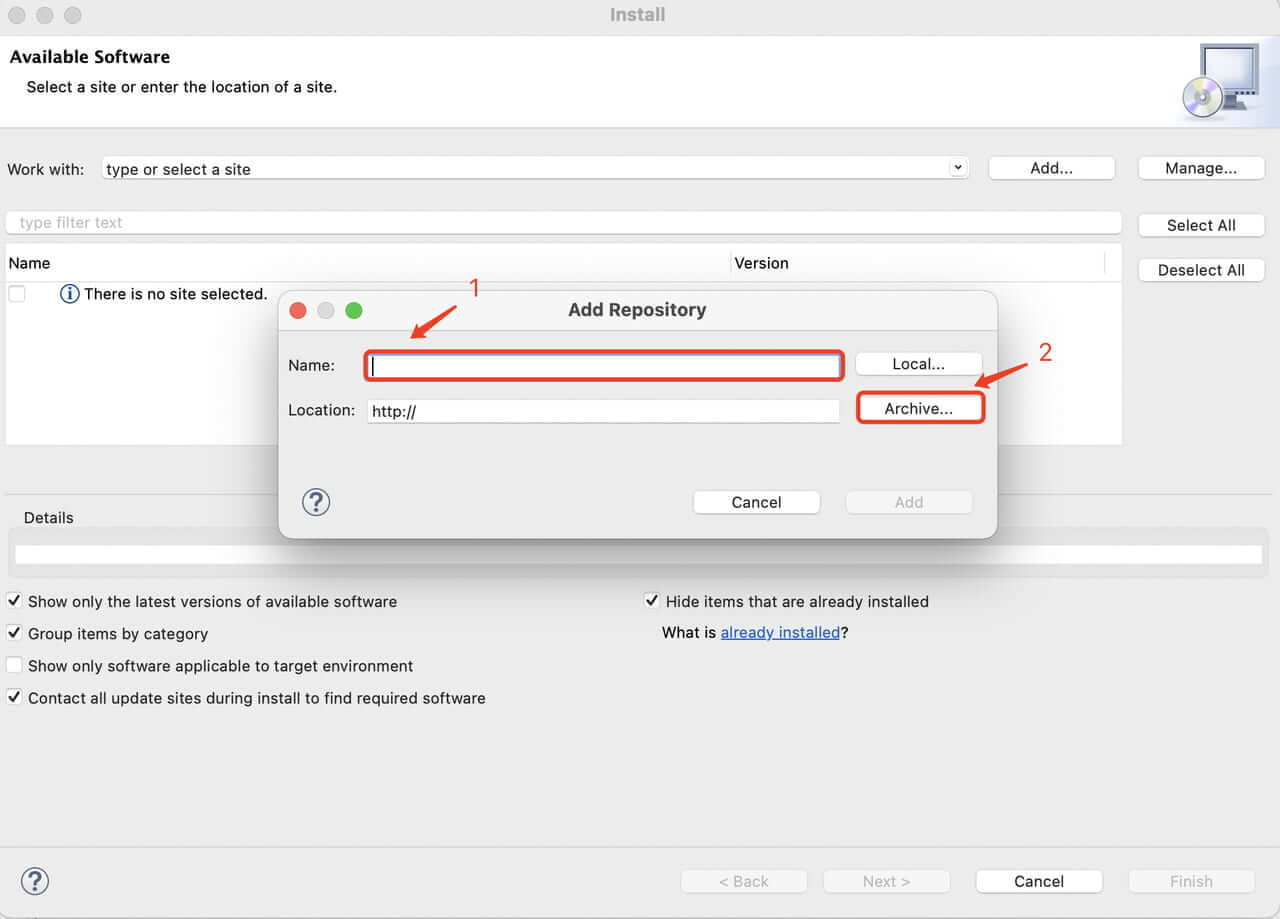 Install
Available Software
Select a site or enter the location of a site.
Work with: type or select a site Add... Manage...
type filter text Select All
Name Version
Deselect All
There is no site selected.
1
Add Repository
Name: Local...
2
Location: http:// Archive...
? Cancel Add
Details
Show only the latest versions of available software Hide items that are already installed
Group items by category What is already installed?
Show only software applicable to target environment
Contact all update sites during install to find required software
? < Back Next > Cancel Finish